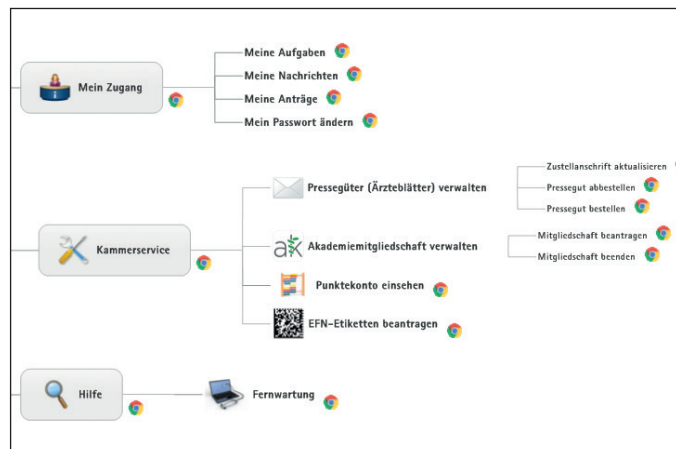 Meine Aufgaben
Meine Nachrichten
Mein Zugang
Meine Anträge
Mein Passwort ändern
Zustellanschrift aktualisieren
Pressegüter (Ärzteblätter) verwalten
Pressegut abbestellen
Pressegut bestellen
Mitgliedschaft beantragen
Kammerservice
äk
Akademiemitgliedschaft verwalten
Mitgliedschaft beenden
Punktekonto einsehen
EFN-Etiketten beantragen
Hilfe
Fernwartung